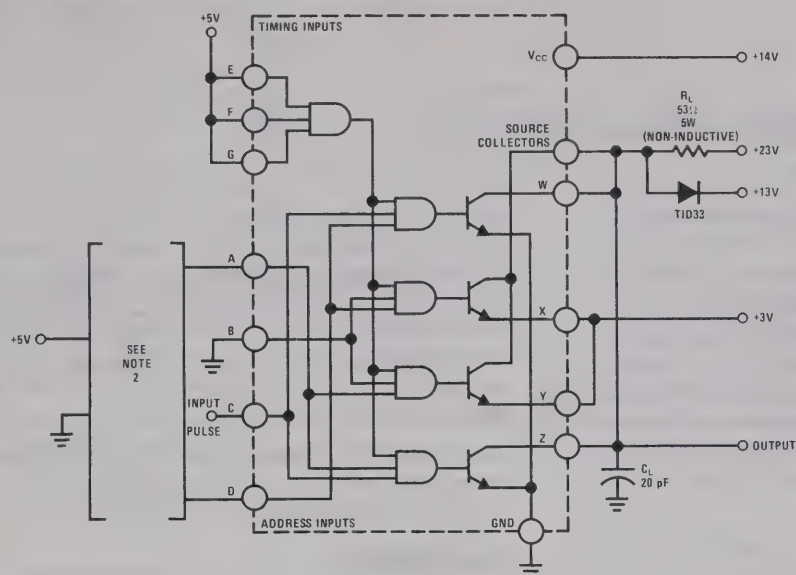 +5V
TIMING INPUTS
E
F
G
VCC
+14V
RL
53Ω
5W
(NON-INDUCTIVE)
SOURCE
COLLECTORS
+23V
W
+13V
TID33
A
X
+3V
+5V
SEE
NOTE
2
B
INPUT
PULSE
C
Y
Z
OUTPUT
CL
20 pF
D
ADDRESS INPUTS
GND